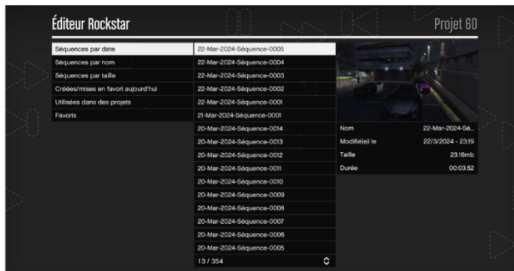 Éditeur Rockstar
Projet 60
Séquences par date
Séquences par nom
Séquences par taille
Créées/mises en favori aujourd'hui
Utilisées dans des projets
Favoris
22-Mar-2024-Séquence-0005
22-Mar-2024-Séquence-0004
22-Mar-2024-Séquence-0003
22-Mar-2024-Séquence-0002
22-Mar-2024-Séquence-0001
21-Mar-2024-Séquence-0001
20-Mar-2024-Séquence-0014
20-Mar-2024-Séquence-0013
20-Mar-2024-Séquence-0012
20-Mar-2024-Séquence-0011
20-Mar-2024-Séquence-0010
20-Mar-2024-Séquence-0009
20-Mar-2024-Séquence-0008
20-Mar-2024-Séquence-0007
20-Mar-2024-Séquence-0006
20-Mar-2024-Séquence-0005
13 / 354
Nom 22-Mar-2024-Sé...
Modifié(e) le 22/3/2024 - 23:19
Taille 23.16mb
Durée 00:03.52